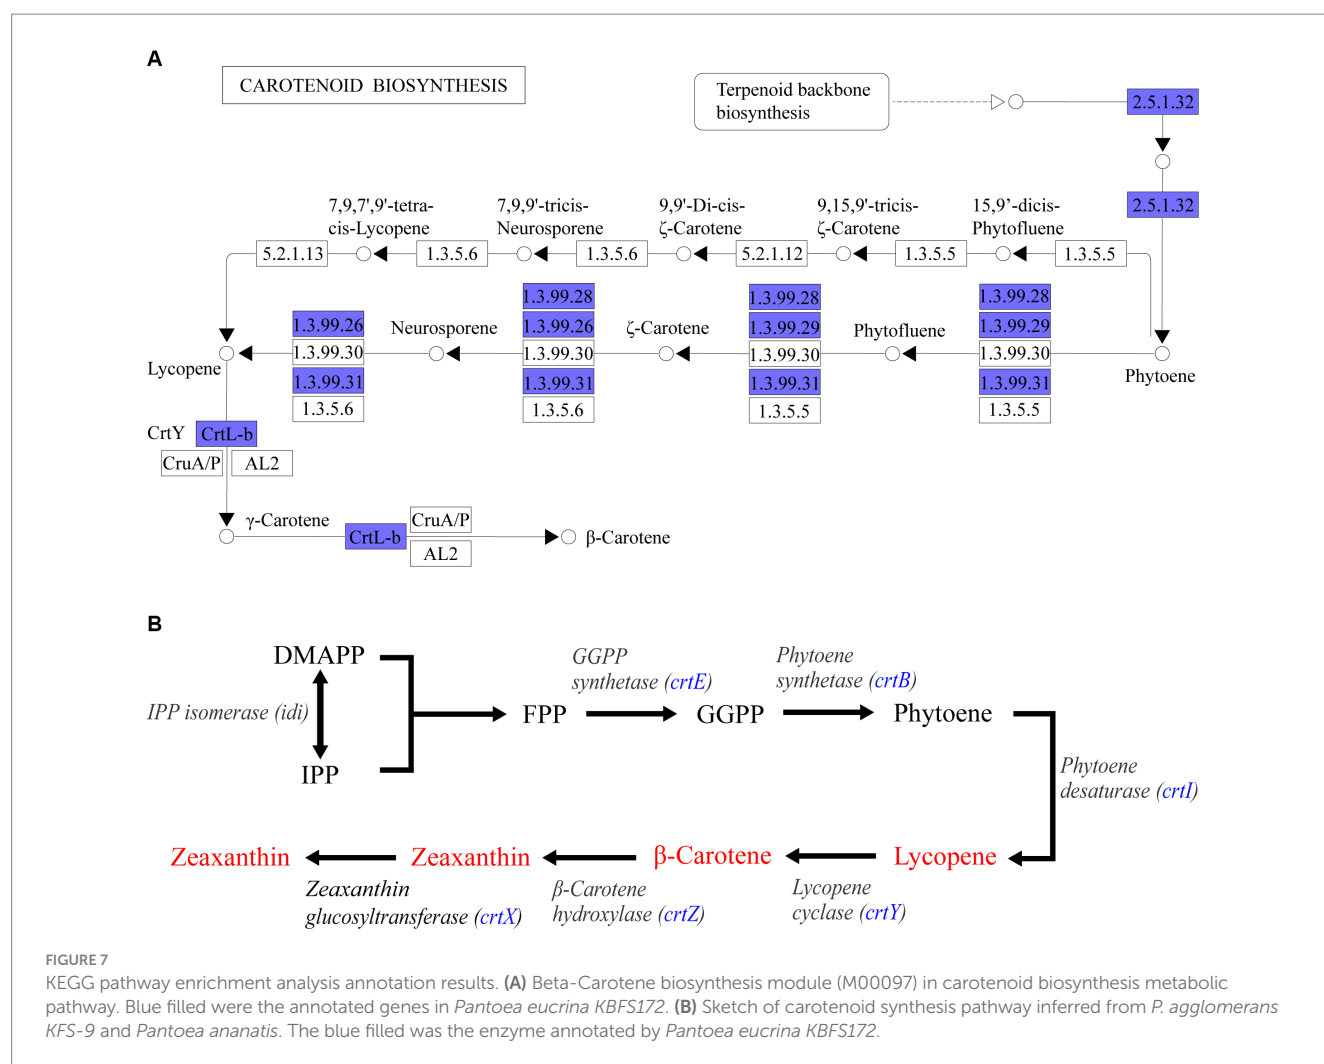 A
CAROTENOID BIOSYNTHESIS
Terpenoid backbone
biosynthesis
2.5.1.32
2.5.1.32
7,9,7',9'-tetra-
cis-Lycopene
7,9,9'-tricis-
Neurosporene
9,9'-Di-cis-
ζ-Carotene
9,15,9'-tricis-
ζ-Carotene
15,9’-dicis-
Phytofluene
5.2.1.13
1.3.5.6
1.3.5.6
5.2.1.12
1.3.5.5
1.3.5.5
Lycopene
1.3.99.26
1.3.99.30
1.3.99.31
1.3.5.6
Neurosporene
1.3.99.28
1.3.99.26
1.3.99.30
1.3.99.31
1.3.5.6
ζ-Carotene
1.3.99.28
1.3.99.29
1.3.99.30
1.3.99.31
1.3.5.5
Phytofluene
1.3.99.28
1.3.99.29
1.3.99.30
1.3.99.31
1.3.5.5
Phytoene
CrtY CrtL-b
CruA/P AL2
γ-Carotene
CrtL-b
CruA/P
AL2
β-Carotene
B
DMAPP
IPP isomerase (idi)
IPP
FPP
GGPP
synthetase (crtE)
GGPP
Phytoene
synthetase (crtB)
Phytoene
Phytoene
desaturase (crtI)
Zeaxanthin
Zeaxanthin
β-Carotene
Lycopene
Zeaxanthin
glucosyltransferase (crtX)
β-Carotene
hydroxylase (crtZ)
Lycopene
cyclase (crtY)
FIGURE 7
KEGG pathway enrichment analysis annotation results. (A) Beta-Carotene biosynthesis module (M00097) in carotenoid biosynthesis metabolic
pathway. Blue filled were the annotated genes in Pantoea eucrina KBFS172. (B) Sketch of carotenoid synthesis pathway inferred from P. agglomerans
KFS-9 and Pantoea ananatis. The blue filled was the enzyme annotated by Pantoea eucrina KBFS172.